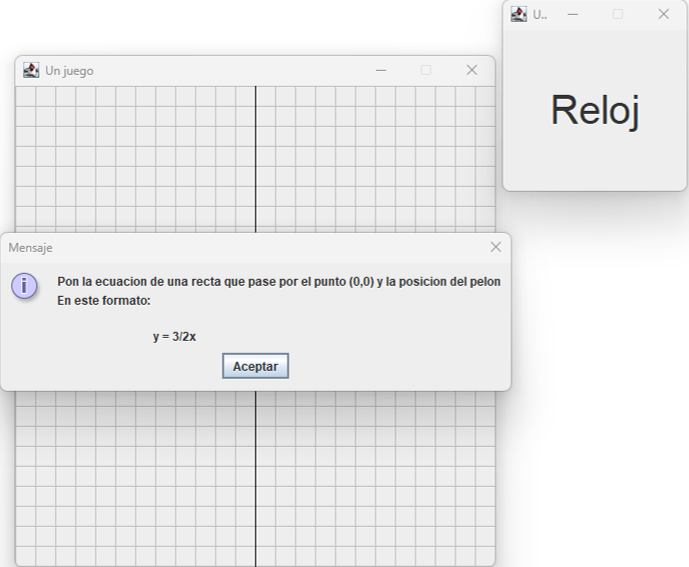 U..
Reloj
Un juego
Mensaje
Pon la ecuacion de una recta que pase por el punto (0,0) y la posicion del pelon
En este formato:
y = 3/2x
Aceptar